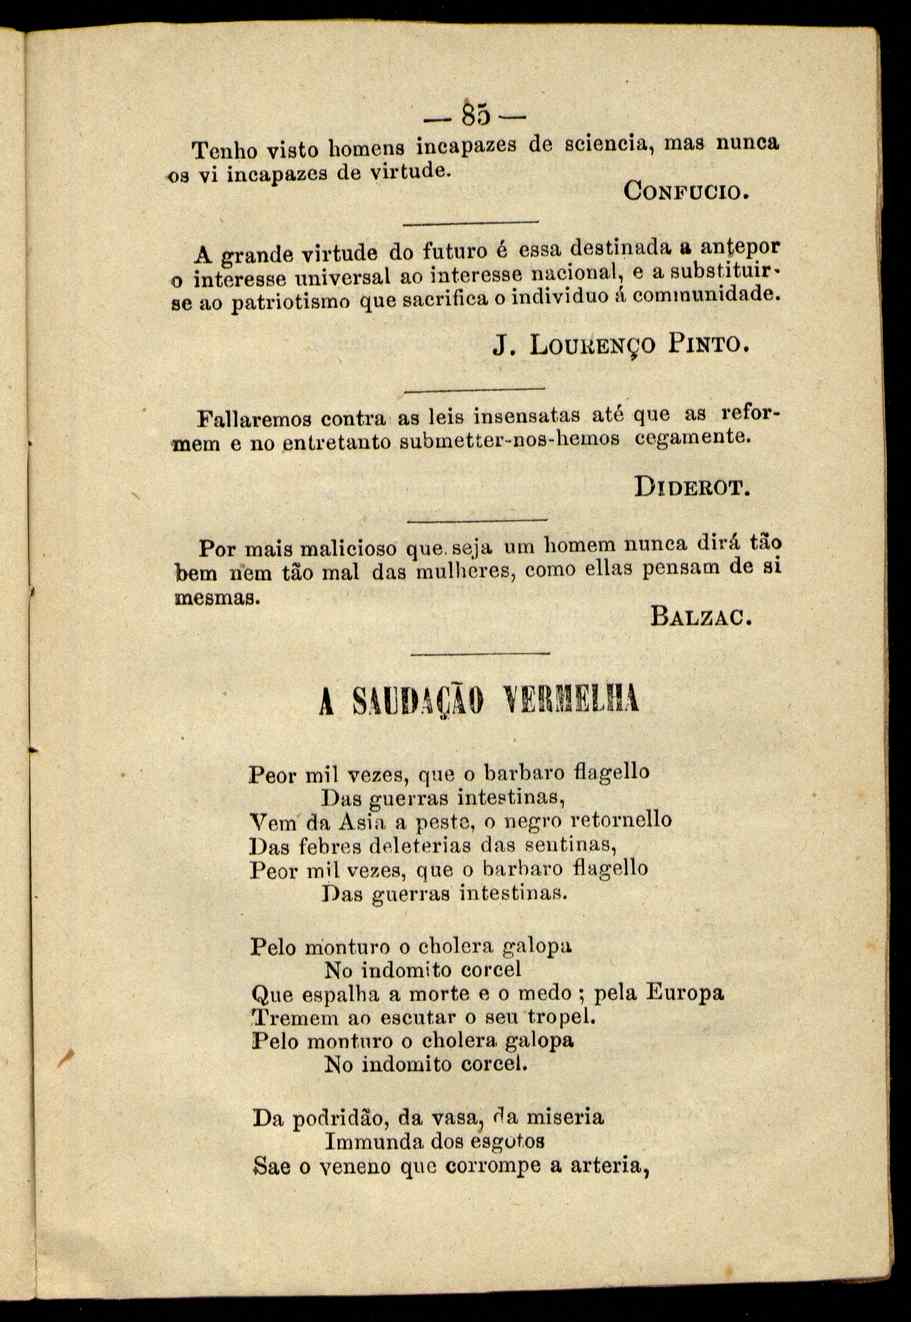 — 85 —
Tenho visto homens incapazes de sciencia, mas nunca
os vi incapazes de virtude.
CONFUCIO.
A grande virtude do futuro é essa destinada a antepor
o interesse universal ao interesse nacional, e a substituir-
se ao patriotismo que sacrifica o individuo á communidade.
J. LOURENÇO PINTO.
Fallaremos contra as leis insensatas até que as refor-
mem e no entretanto submetter-nos-hemos cegamente.
DIDEROT.
Por mais malicioso que seja um homem nunca dirá tão
bem nem tão mal das mulheres, como ellas pensam de si
mesmas.
BALZAC.
A SAUDAÇÃO VERMELHA
Peor mil vezes, que o barbaro flagello
Das guerras intestinas,
Vem da Asia a peste, o negro retornello
Das febres deleterias das sentinas,
Peor mil vezes, que o barbaro flagello
Das guerras intestinas.
Pelo monturo o cholera galopa
No indomito corcel
Que espalha a morte e o medo ; pela Europa
Tremem ao escutar o seu tropel.
Pelo monturo o cholera galopa
No indomito corcel.
Da podridão, da vasa, da miseria
Immunda dos esgotos
Sae o veneno que corrompe a arteria,